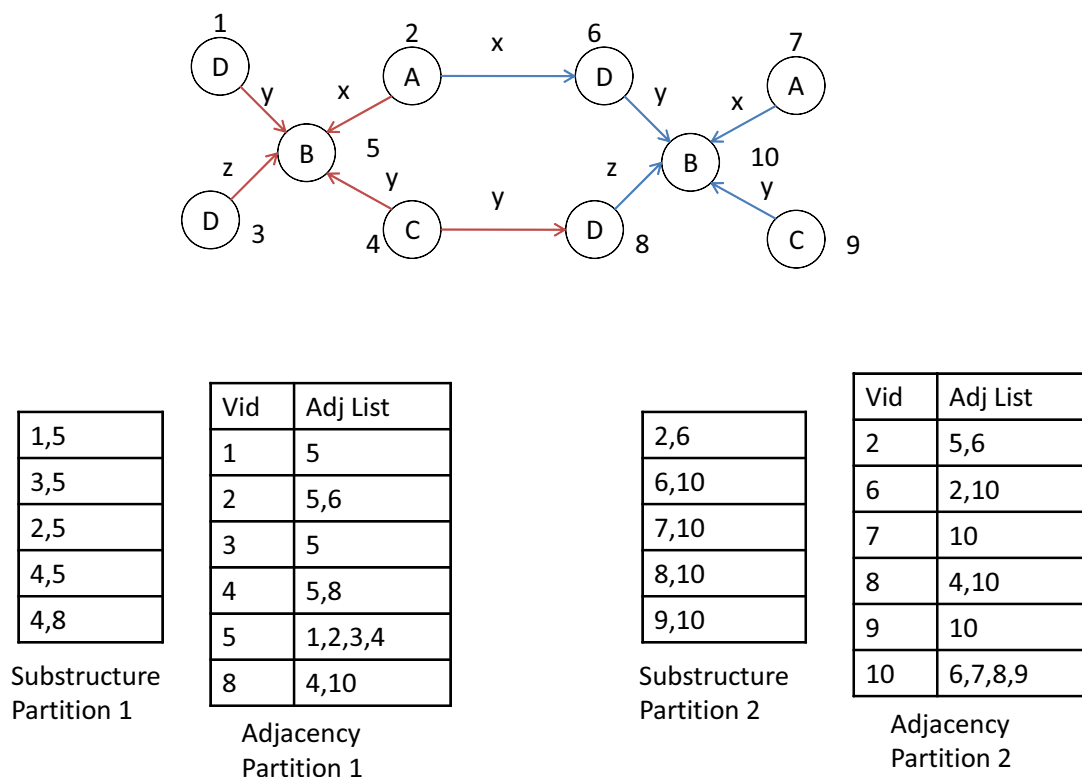 1
2
6
7
D
A
x
D
A
y
x
y
x
B
5
B
10
z
y
z
y
D
3
4
C
y
D
8
C
9
1,5
3,5
2,5
4,5
4,8
Substructure
Partition 1
Vid Adj List
1 5
2 5,6
3 5
4 5,8
5 1,2,3,4
8 4,10
Adjacency
Partition 1
2,6
6,10
7,10
8,10
9,10
Substructure
Partition 2
Vid Adj List
2 5,6
6 2,10
7 10
8 4,10
9 10
10 6,7,8,9
Adjacency
Partition 2